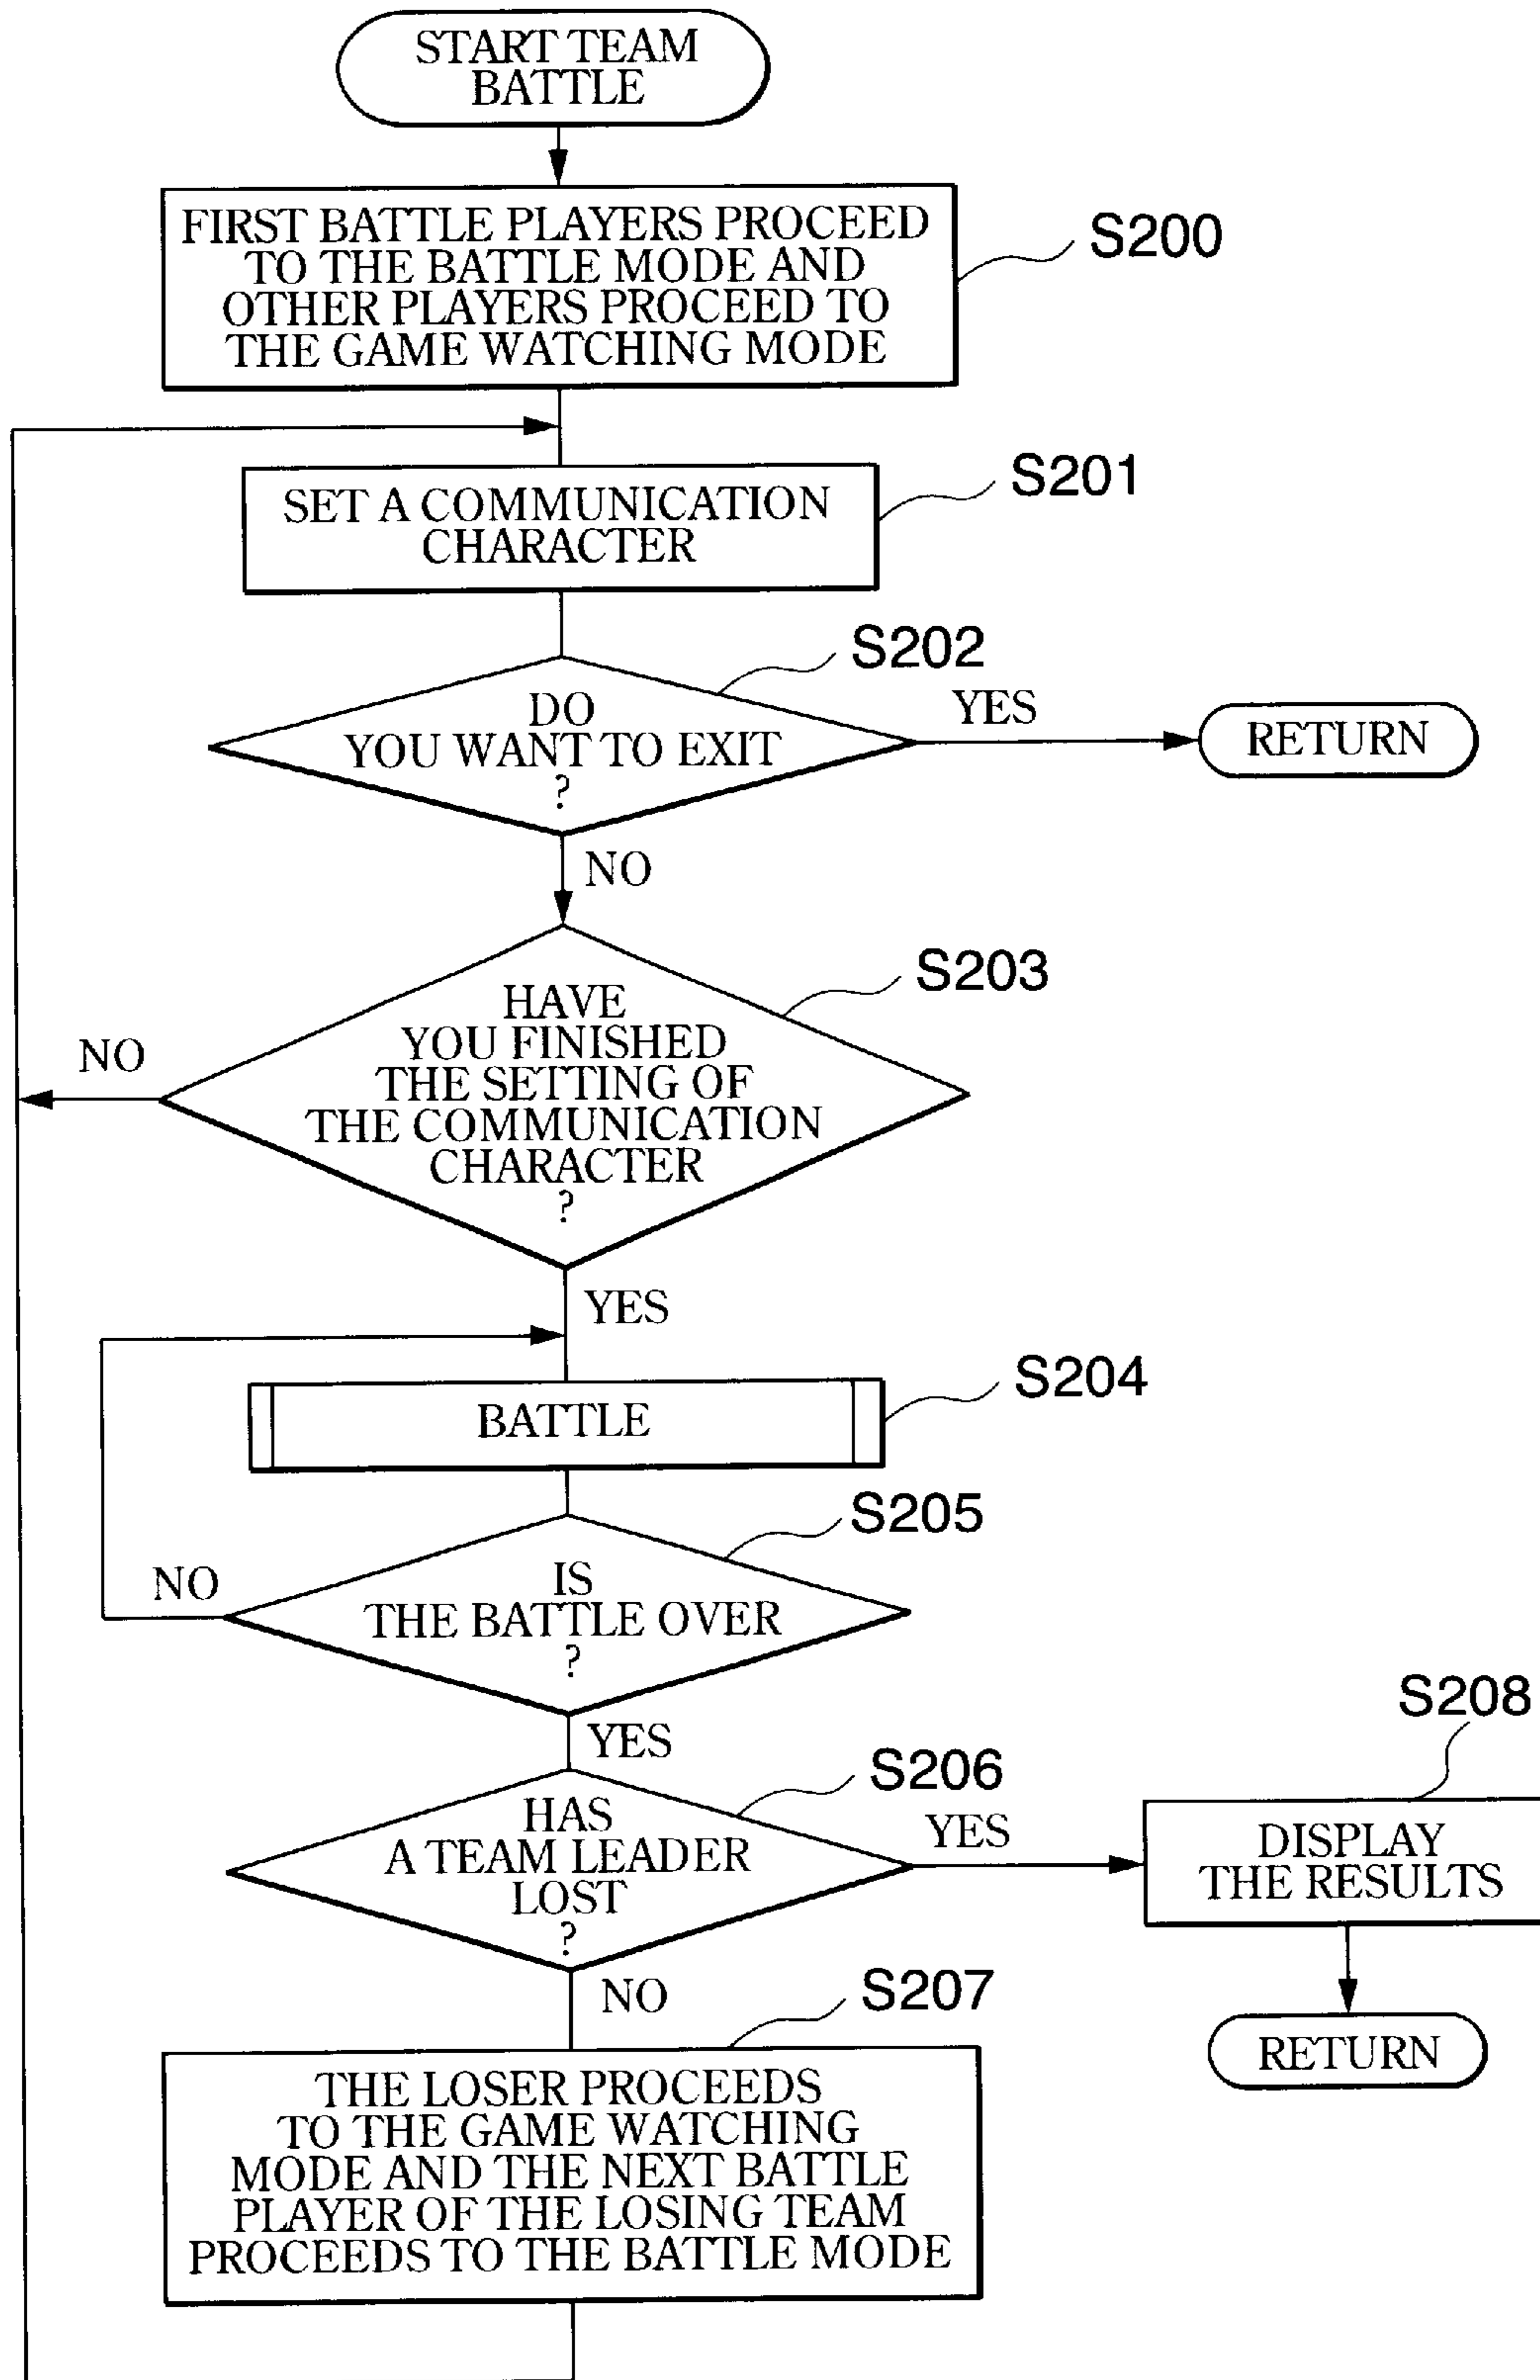 START TEAM
BATTLE
FIRST BATTLE PLAYERS PROCEED
TO THE BATTLE MODE AND
OTHER PLAYERS PROCEED TO
THE GAME WATCHING MODE
S200
SET A COMMUNICATION
CHARACTER
S201
DO
YOU WANT TO EXIT
?
S202
YES
RETURN
NO
HAVE
YOU FINISHED
THE SETTING OF
THE COMMUNICATION
CHARACTER
?
S203
NO
YES
BATTLE
S204
IS
THE BATTLE OVER
?
S205
NO
YES
HAS
A TEAM LEADER
LOST
?
S206
YES
S208
DISPLAY
THE RESULTS
RETURN
NO
S207
THE LOSER PROCEEDS
TO THE GAME WATCHING
MODE AND THE NEXT BATTLE
PLAYER OF THE LOSING TEAM
PROCEEDS TO THE BATTLE MODE